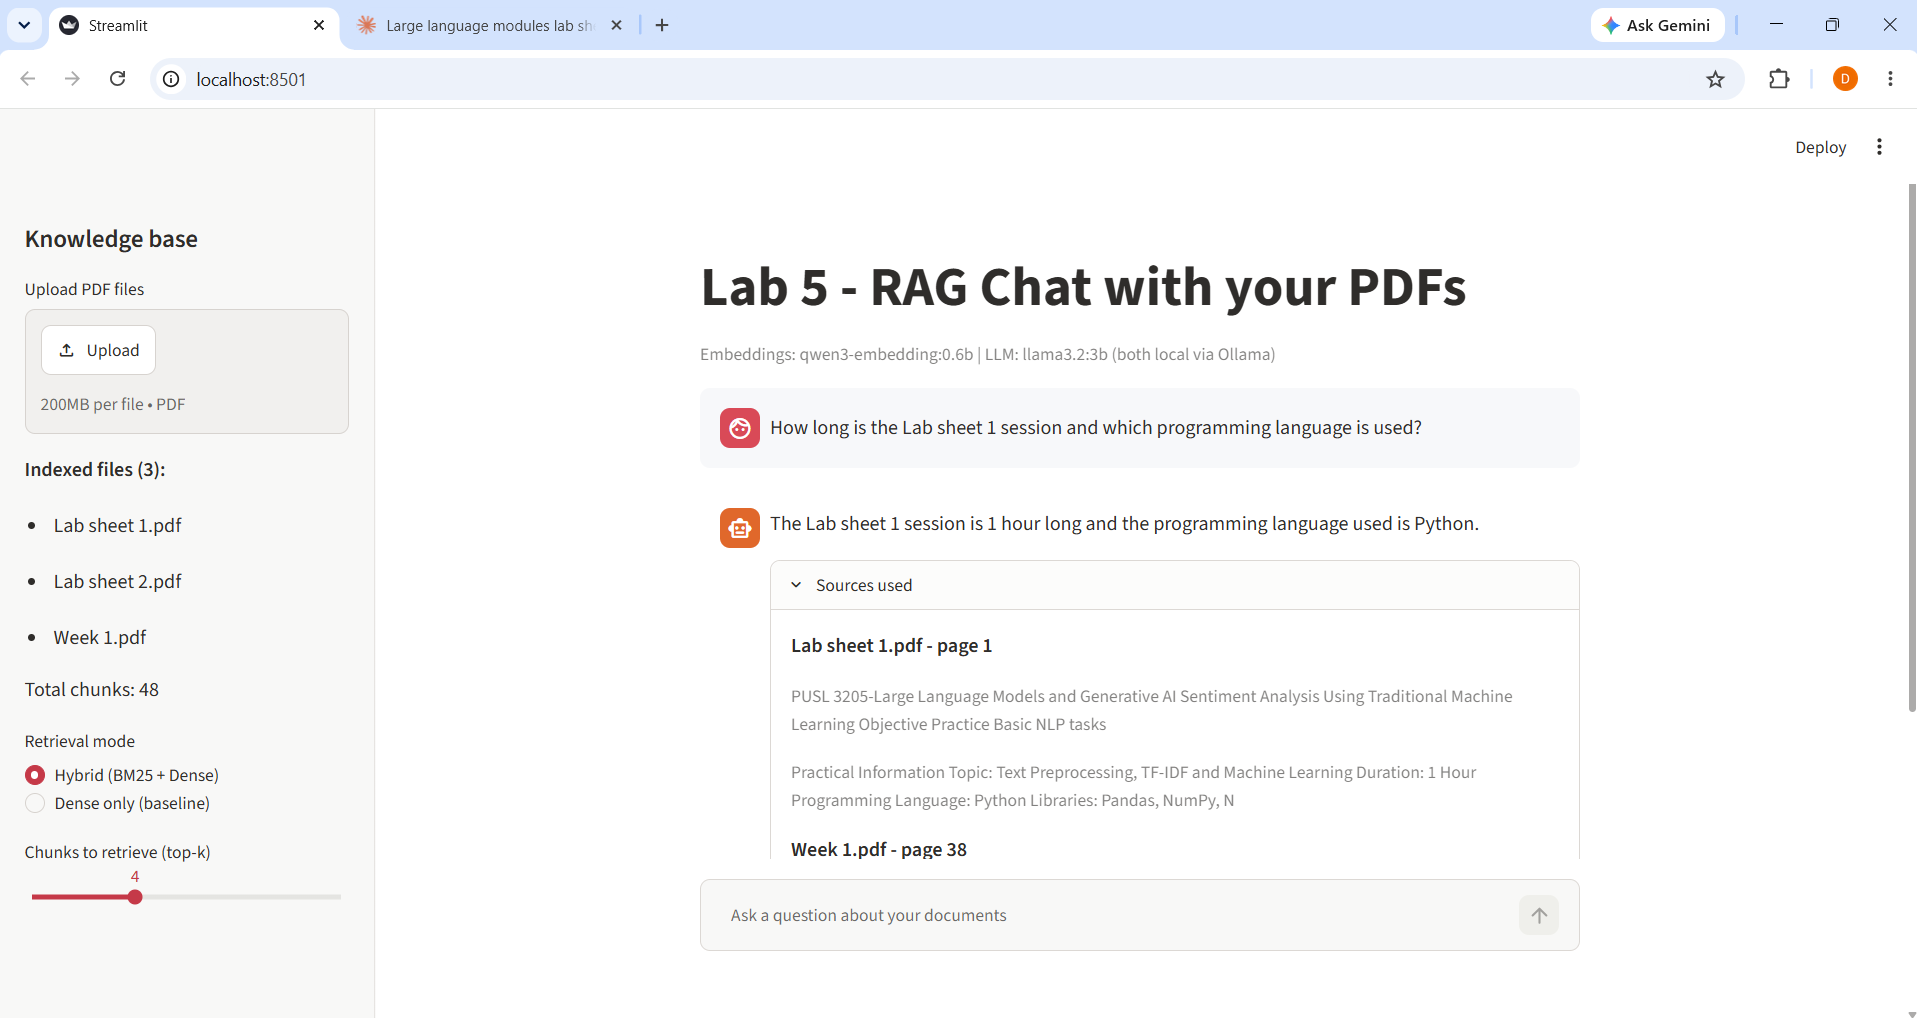 Streamlit
Large language modules lab sh
Ask Gemini
localhost:8501
D
Deploy
Knowledge base
Upload PDF files
Upload
200MB per file • PDF
Indexed files (3):
• Lab sheet 1.pdf
• Lab sheet 2.pdf
• Week 1.pdf
Total chunks: 48
Retrieval mode
Hybrid (BM25 + Dense)
Dense only (baseline)
Chunks to retrieve (top-k)
4
Lab 5 - RAG Chat with your PDFs
Embeddings: qwen3-embedding:0.6b | LLM: llama3.2:3b (both local via Ollama)
How long is the Lab sheet 1 session and which programming language is used?
The Lab sheet 1 session is 1 hour long and the programming language used is Python.
Sources used
Lab sheet 1.pdf - page 1
PUSL 3205-Large Language Models and Generative AI Sentiment Analysis Using Traditional Machine
Learning Objective Practice Basic NLP tasks
Practical Information Topic: Text Preprocessing, TF-IDF and Machine Learning Duration: 1 Hour
Programming Language: Python Libraries: Pandas, NumPy, N
Week 1.pdf - page 38
Ask a question about your documents